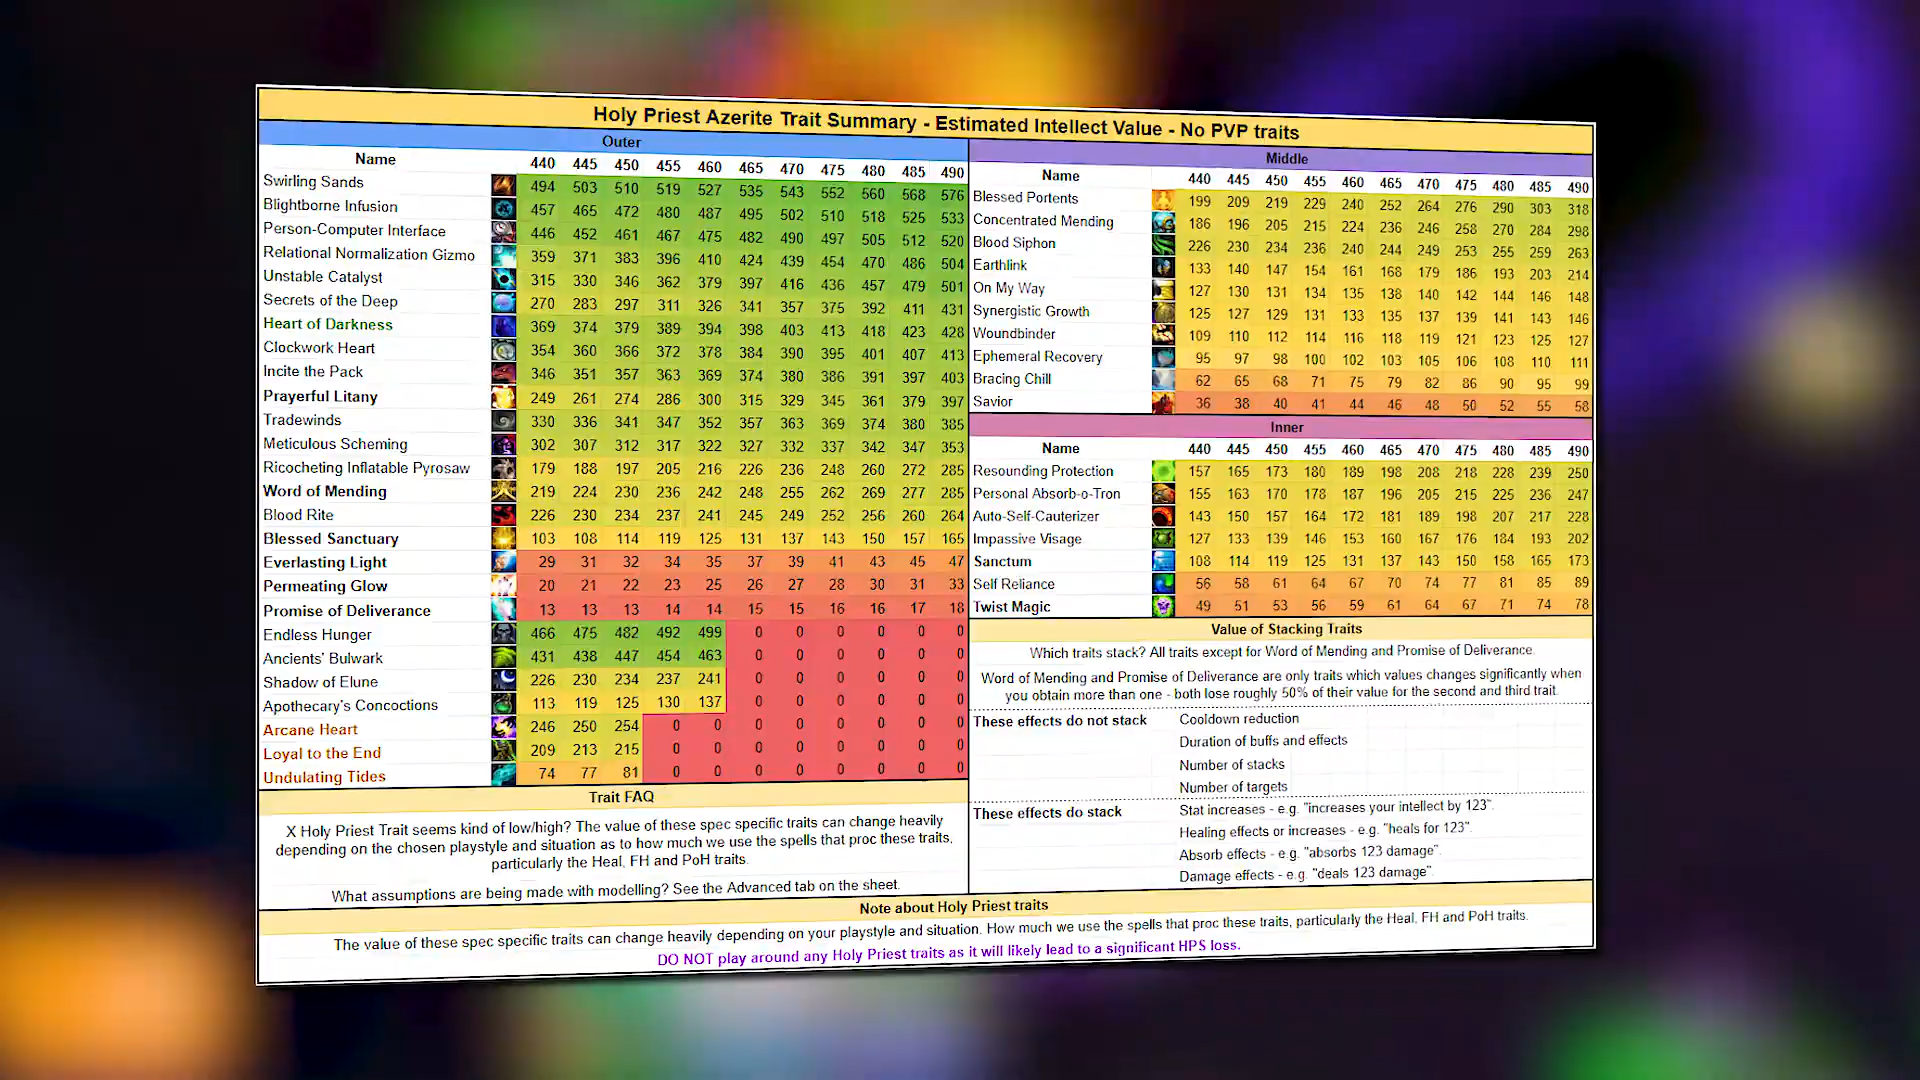 Holy Priest Azerite Trait Summary - Estimated Intellect Value - No PVP traits
Outer
Name 440 445 450 455 460 465 470 475 480 485 490
Swirling Sands 494 503 510 519 527 535 543 552 560 568 576
Blightborne Infusion 457 465 472 480 487 495 502 510 518 525 533
Person-Computer Interface 446 452 461 467 475 482 490 497 505 512 520
Relational Normalization Gizmo 359 371 383 396 410 424 439 454 470 486 504
Unstable Catalyst 315 330 346 362 379 397 416 436 457 479 501
Secrets of the Deep 270 283 297 311 326 341 357 375 392 411 431
Heart of Darkness 369 374 379 389 394 398 403 413 418 423 428
Clockwork Heart 354 360 366 372 378 384 390 395 401 407 413
Incite the Pack 346 351 357 363 369 374 380 386 391 397 403
Prayerful Litany 249 261 274 286 300 315 329 345 361 379 397
Tradewinds 330 336 341 347 352 357 363 369 374 380 385
Meticulous Scheming 302 307 312 317 322 327 332 337 342 347 353
Ricocheting Inflatable Pyrosaw 179 188 197 205 216 226 236 248 260 272 285
Word of Mending 219 224 230 236 242 248 255 262 269 277 285
Blood Rite 226 230 234 237 241 245 249 252 256 260 264
Blessed Sanctuary 103 108 114 119 125 131 137 143 150 157 165
Everlasting Light 29 31 32 34 35 37 39 41 43 45 47
Permeating Glow 20 21 22 23 25 26 27 28 30 31 33
Promise of Deliverance 13 13 13 14 14 15 15 16 16 17 18
Endless Hunger 466 475 482 492 499 0 0 0 0 0 0
Ancients' Bulwark 431 438 447 454 463 0 0 0 0 0 0
Shadow of Elune 226 230 234 237 241 0 0 0 0 0 0
Apothecary's Concoctions 113 119 125 130 137 0 0 0 0 0 0
Arcane Heart 246 250 254 0 0 0 0 0 0 0 0
Loyal to the End 209 213 215 0 0 0 0 0 0 0 0
Undulating Tides 74 77 81 0 0 0 0 0 0 0 0
Trait FAQ
X Holy Priest Trait seems kind of low/high? The value of these spec specific traits can change heavily
depending on the chosen playstyle and situation as to how much we use the spells that proc these traits,
particularly the Heal, FH and PoH traits.
What assumptions are being made with modelling? See the Advanced tab on the sheet.
Middle
Name 440 445 450 455 460 465 470 475 480 485 490
Blessed Portents 199 209 219 229 240 252 264 276 290 303 318
Concentrated Mending 186 196 205 215 224 236 246 258 270 284 298
Blood Siphon 226 230 234 236 240 244 249 253 255 259 263
Earthlink 133 140 147 154 161 168 179 186 193 203 214
On My Way 127 130 131 134 135 138 140 142 144 146 148
Synergistic Growth 125 127 129 131 133 135 137 139 141 143 146
Woundbinder 109 110 112 114 116 118 119 121 123 125 127
Ephemeral Recovery 95 97 98 100 102 103 105 106 108 110 111
Bracing Chill 62 65 68 71 75 79 82 86 90 95 99
Savior 36 38 40 41 44 46 48 50 52 55 58
Inner
Name 440 445 450 455 460 465 470 475 480 485 490
Resounding Protection 157 165 173 180 189 198 208 218 228 239 250
Personal Absorb-o-Tron 155 163 170 178 187 196 205 215 225 236 247
Auto-Self-Cauterizer 143 150 157 164 172 181 189 198 207 217 228
Impassive Visage 127 133 139 146 153 160 167 176 184 193 202
Sanctum 108 114 119 125 131 137 143 150 158 165 173
Self Reliance 56 58 61 64 67 70 74 77 81 85 89
Twist Magic 49 51 53 56 59 61 64 67 71 74 78
Value of Stacking Traits
Which traits stack? All traits except for Word of Mending and Promise of Deliverance.
Word of Mending and Promise of Deliverance are only traits which values changes significantly when
you obtain more than one - both lose roughly 50% of their value for the second and third trait.
These effects do not stack Cooldown reduction
Duration of buffs and effects
Number of stacks
Number of targets
These effects do stack Stat increases - e.g. "increases your intellect by 123".
Healing effects or increases - e.g. "heals for 123".
Absorb effects - e.g. "absorbs 123 damage".
Damage effects - e.g. "deals 123 damage".
Note about Holy Priest traits
The value of these spec specific traits can change heavily depending on your playstyle and situation. How much we use the spells that proc these traits, particularly the Heal, FH and PoH traits.
DO NOT play around any Holy Priest traits as it will likely lead to a significant HPS loss.